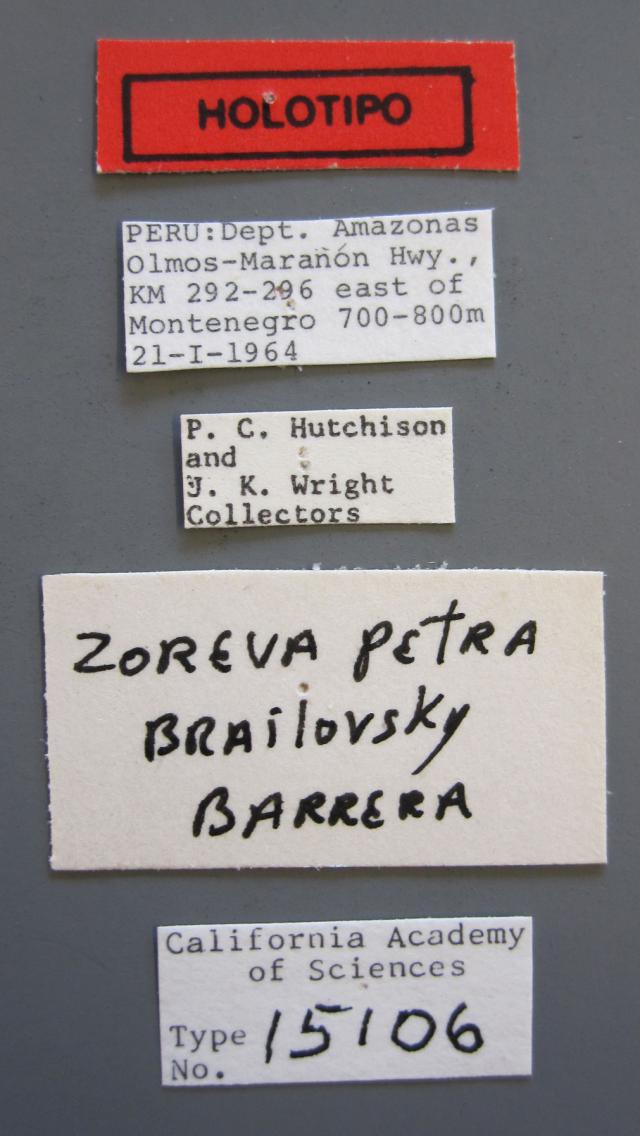 HOLOTIPO
PERU:Dept. Amazonas
Olmos-Marañón Hwy.,
KM 292-296 east of
Montenegro 700-800m
21-I-1964
P. C. Hutchison
and
J. K. Wright
Collectors
ZOREVA PETRA
BRAilovsky
BARRERA
California Academy
of Sciences
Type 15106
No.